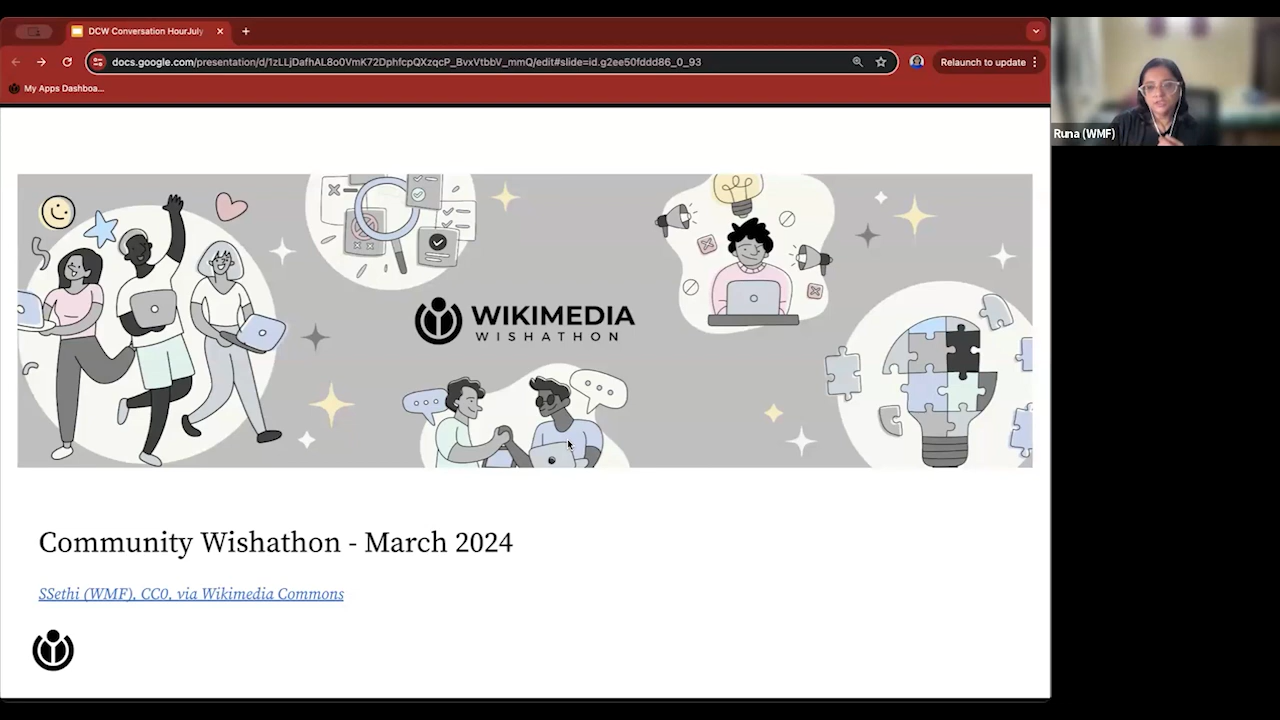 DCW Conversation HourJuly
docs.google.com/presentation/d/1zLLjDafhAL8o0VmK72DphfcpQXzqcP_BvxVtbbV_mmQ/edit#slide=id.g2ee50fddd86_0_93
Relaunch to update
My Apps Dashboa...
Runa (WMF)
WIKIMEDIA
WISHATHON
Community Wishathon - March 2024
SSethi (WMF), CC0, via Wikimedia Commons